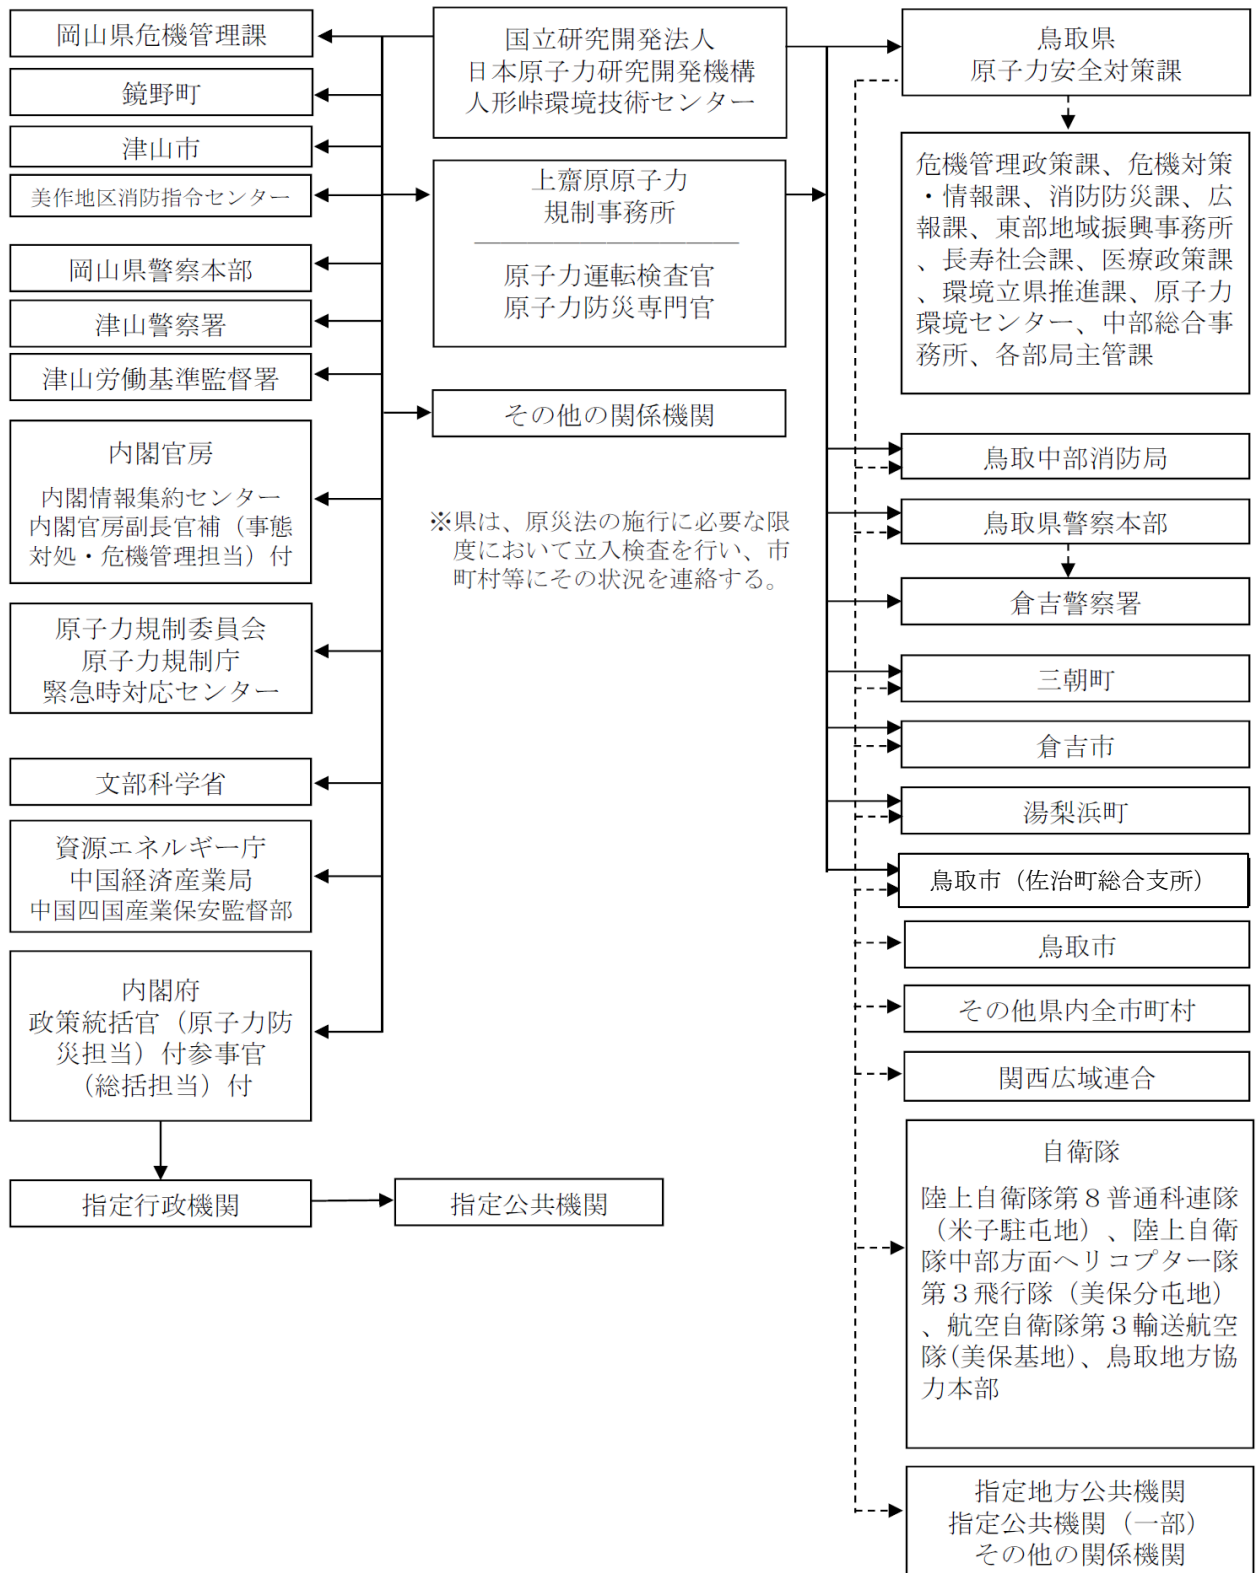 岡山県危機管理課
鏡野町
津山市
美作地区消防指令センター
岡山県警察本部
津山警察署
津山労働基準監督署
内閣官房
内閣情報集約センター
内閣官房副長官補（事態
対処・危機管理担当）付
原子力規制委員会
原子力規制庁
緊急時対応センター
文部科学省
資源エネルギー庁
中国経済産業局
中国四国産業保安監督部
内閣府
政策統括官（原子力防
災担当）付参事官
（総括担当）付
指定行政機関
指定公共機関
国立研究開発法人
日本原子力研究開発機構
人形峠環境技術センター
上齋原原子力
規制事務所
原子力運転検査官
原子力防災専門官
その他の関係機関
※県は、原災法の施行に必要な限
度において立入検査を行い、市
町村等にその状況を連絡する。
鳥取県
原子力安全対策課
危機管理政策課、危機対策
・情報課、消防防災課、広
報課、東部地域振興事務所
、長寿社会課、医療政策課
、環境立県推進課、原子力
環境センター、中部総合事
務所、各部局主管課
鳥取中部消防局
鳥取県警察本部
倉吉警察署
三朝町
倉吉市
湯梨浜町
鳥取市（佐治町総合支所）
鳥取市
その他県内全市町村
関西広域連合
自衛隊
陸上自衛隊第８普通科連隊
（米子駐屯地）、陸上自衛
隊中部方面ヘリコプター隊
第３飛行隊（美保分屯地）
、航空自衛隊第３輸送航空
隊(美保基地)、鳥取地方協
力本部
指定地方公共機関
指定公共機関（一部）
その他の関係機関